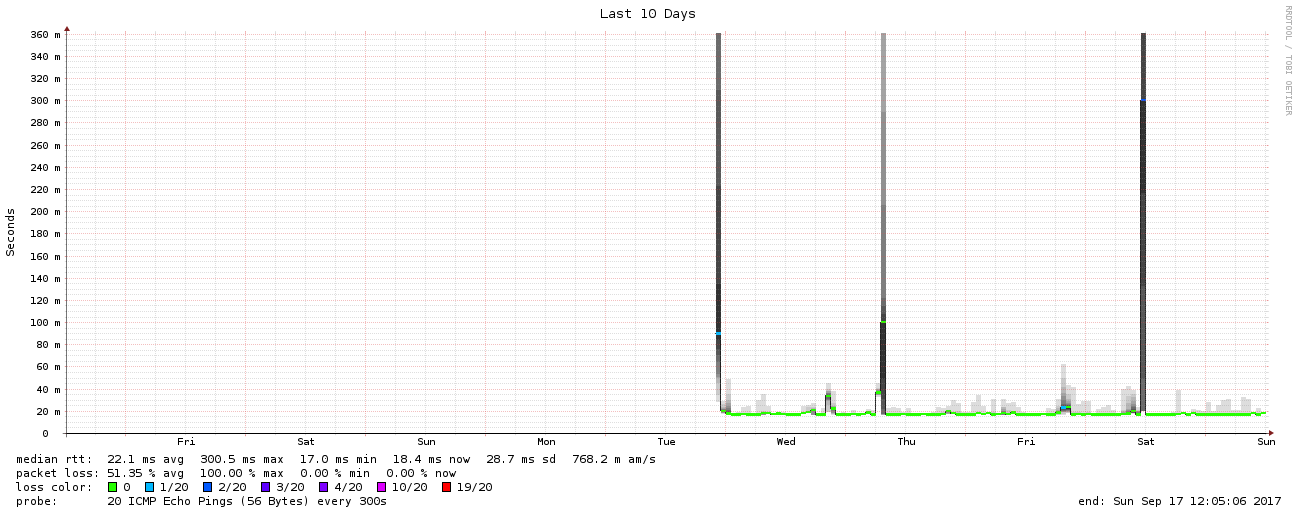 Last 10 Days
RRDTOOL / TOBI OETIKER
Seconds
360 m
340 m
320 m
300 m
280 m
260 m
240 m
220 m
200 m
180 m
160 m
140 m
120 m
100 m
80 m
60 m
40 m
20 m
0
Fri Sat Sun Mon Tue Wed Thu Fri Sat Sun
median rtt: 22.1 ms avg 300.5 ms max 17.0 ms min 18.4 ms now 28.7 ms sd 768.2 m am/s
packet loss: 51.35 % avg 100.00 % max 0.00 % min 0.00 % now
loss color: 0 1/20 2/20 3/20 4/20 10/20 19/20
probe: 20 ICMP Echo Pings (56 Bytes) every 300s end: Sun Sep 17 12:05:06 2017